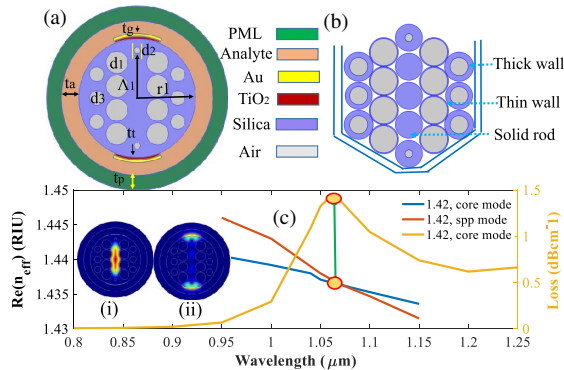 (a)
tg
d1
d2
Λ1
ta
d3
r1
tt
tp
PML
Analyte
Au
TiO2
Silica
Air
(b)
Thick wall
Thin wall
Solid rod
(c)
1.42, core mode
1.42, spp mode
1.42, core mode
(i)
(ii)
Re(neff) (RIU)
1.45
1.445
1.44
1.435
1.43
Loss (dBcm-1)
1.5
1
0.5
0
0.8 0.85 0.9 0.95 1 1.05 1.1 1.15 1.2 1.25
Wavelength (μm)